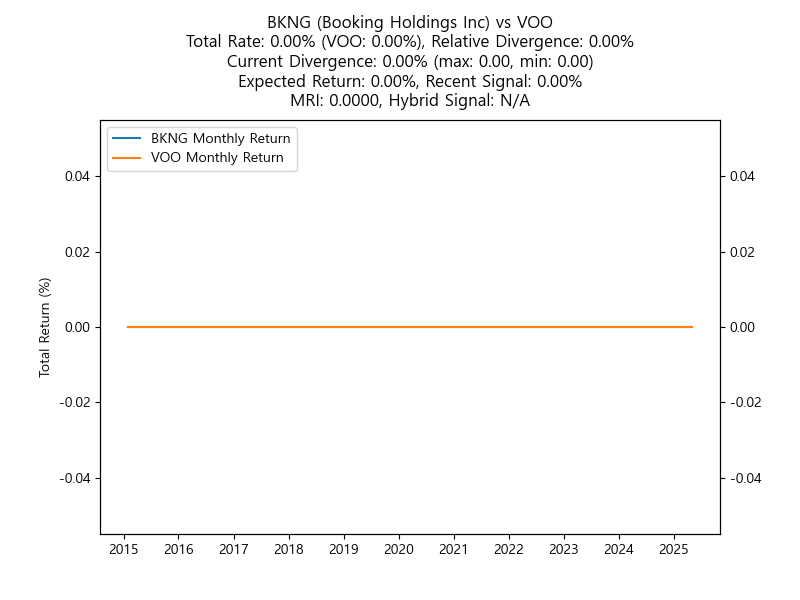 BKNG (Booking Holdings Inc) vs VOO
Total Rate: 0.00% (VOO: 0.00%), Relative Divergence: 0.00%
Current Divergence: 0.00% (max: 0.00, min: 0.00)
Expected Return: 0.00%, Recent Signal: 0.00%
MRI: 0.0000, Hybrid Signal: N/A
BKNG Monthly Return
VOO Monthly Return
Total Return (%)
0.04
0.02
0.00
-0.02
-0.04
0.04
0.02
0.00
-0.02
-0.04
2015 2016 2017 2018 2019 2020 2021 2022 2023 2024 2025